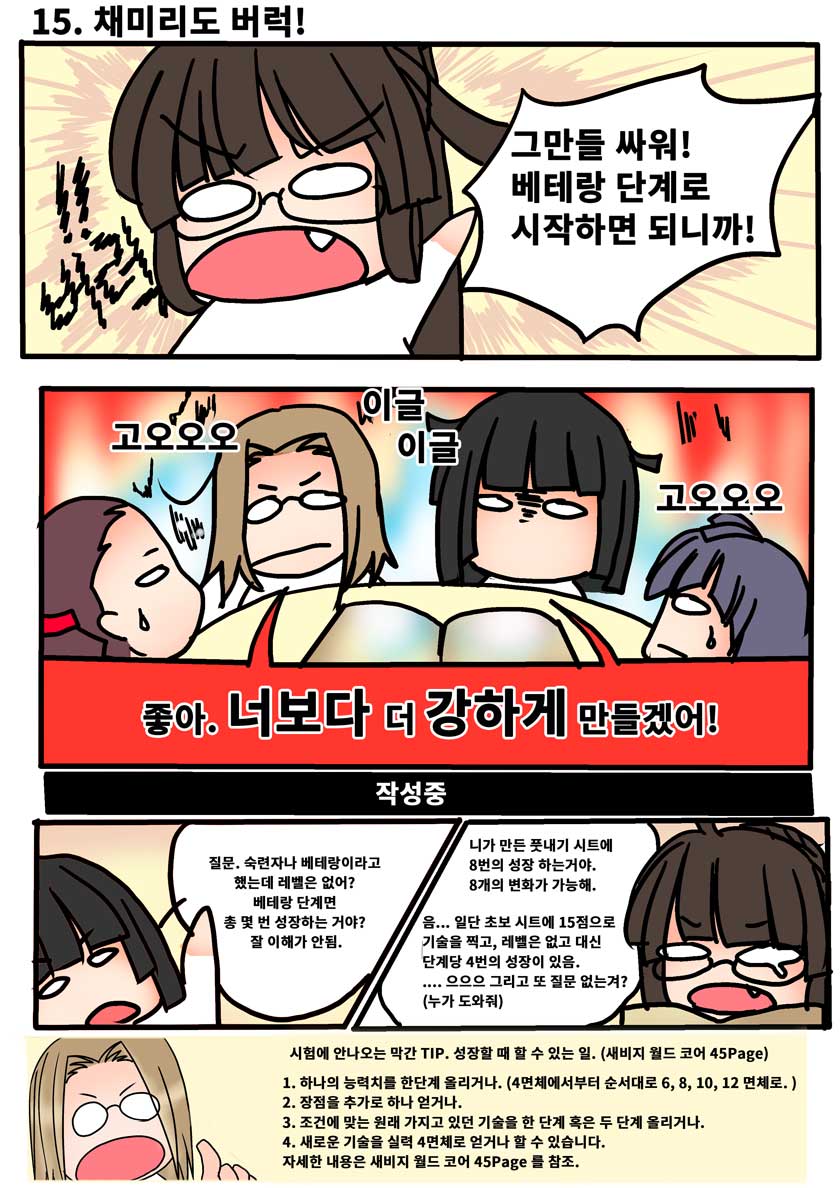 15. 채미리도 버럭!
그만들 싸워!
베테랑 단계로
시작하면 되니까!
고오오오
이글
이글
고오오오
좋아. 너보다 더 강하게 만들겠어!
작성중
질문. 숙련자나 베테랑이라고
했는데 레벨은 없어?
베테랑 단계면
총 몇 번 성장하는 거야?
잘 이해가 안됨.
니가 만든 풋내기 시트에
8번의 성장 하는거야.
8개의 변화가 가능해.
음... 일단 초보 시트에 15점으로
기술을 찍고, 레벨은 없고 대신
단계당 4번의 성장이 있음.
.... 으으으 그리고 또 질문 없는겨?
(누가 도와줘)
시험에 안나오는 막간 TIP. 성장할 때 할 수 있는 일. (새비지 월드 코어 45Page)
1. 하나의 능력치를 한단계 올리거나. (4면체에서부터 순서대로 6, 8, 10, 12 면체로. )
2. 장점을 추가로 하나 얻거나.
3. 조건에 맞는 원래 가지고 있던 기술을 한 단계 혹은 두 단계 올리거나.
4. 새로운 기술을 실력 4면체로 얻거나 할 수 있습니다.
자세한 내용은 새비지 월드 코어 45Page 를 참조.